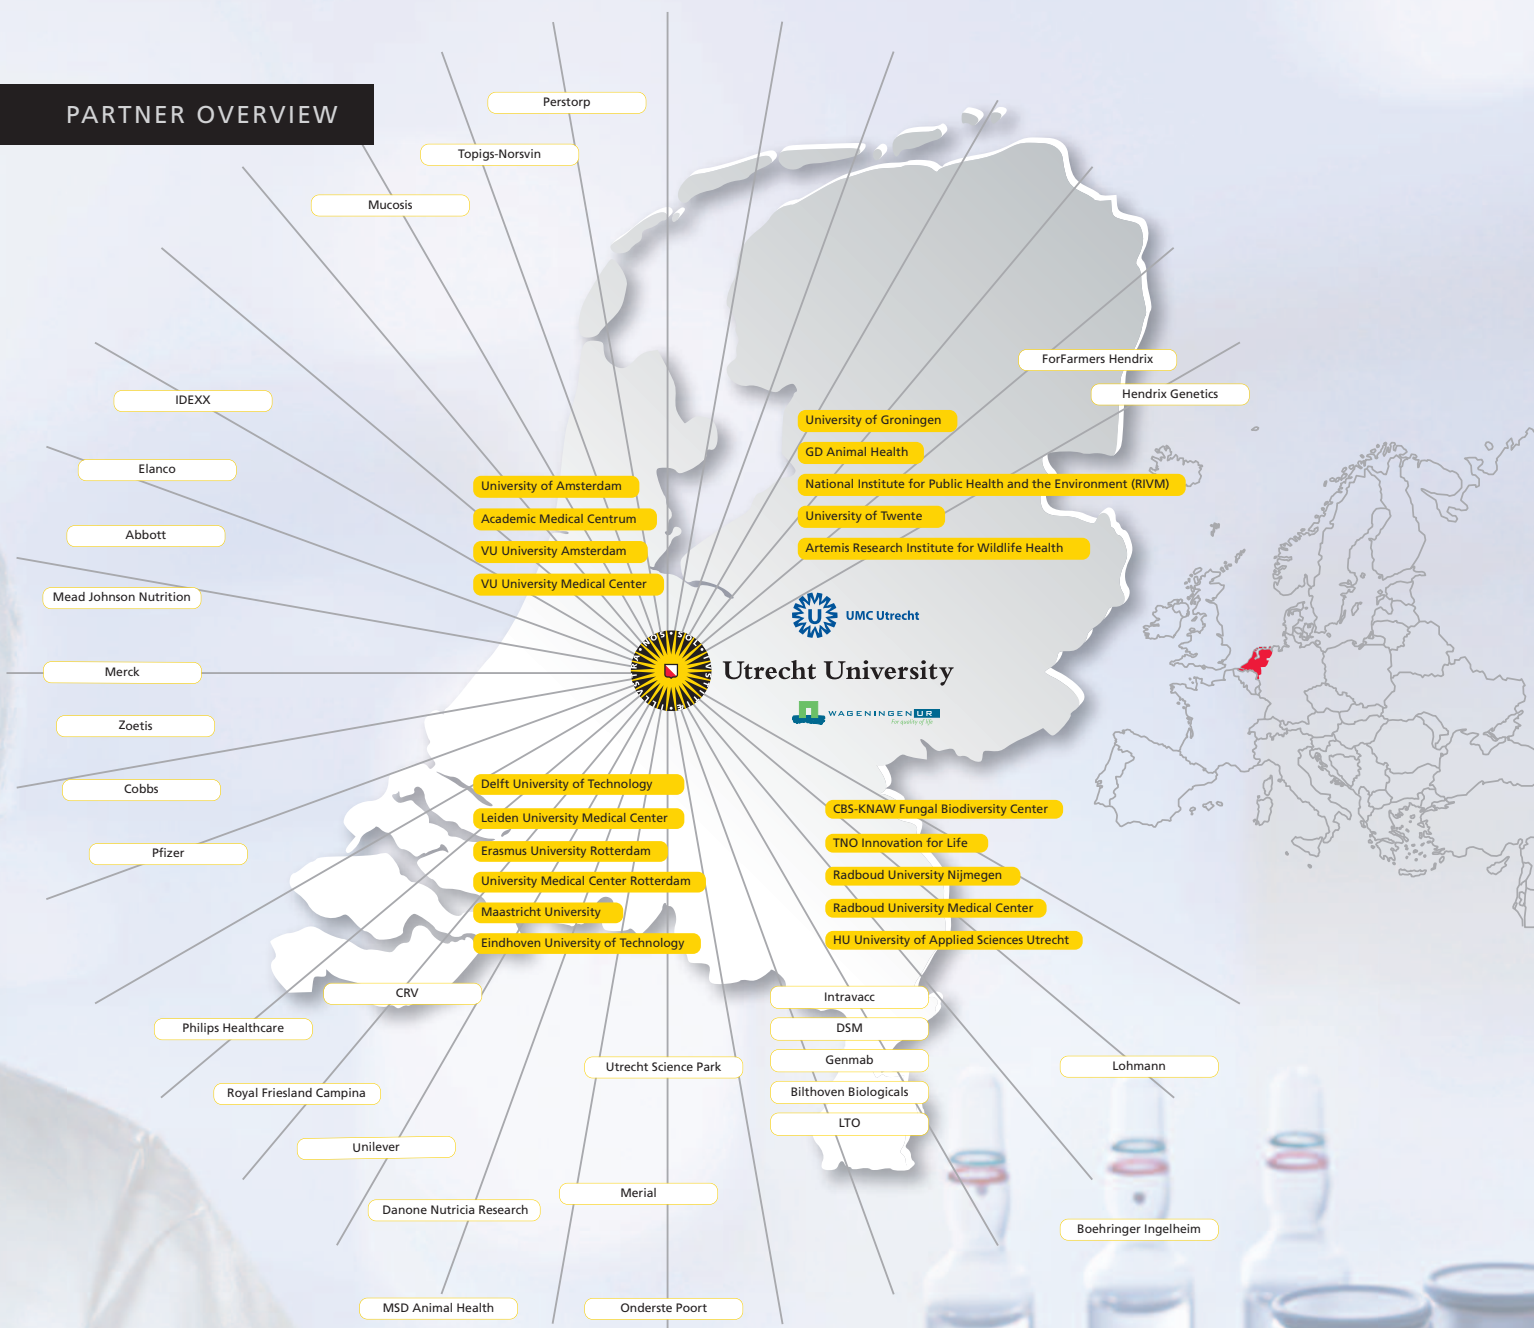 PARTNER OVERVIEW
Perstorp
Topigs-Norsvin
Mucosis
ForFarmers Hendrix
Hendrix Genetics
IDEXX
Elanco
Abbott
Mead Johnson Nutrition
Merck
Zoetis
Cobbs
Pfizer
University of Groningen
GD Animal Health
National Institute for Public Health and the Environment (RIVM)
University of Twente
Artemis Research Institute for Wildlife Health
University of Amsterdam
Academic Medical Centrum
VU University Amsterdam
VU University Medical Center
UMC Utrecht
Utrecht University
WAGENINGEN UR
For quality of life
Delft University of Technology
Leiden University Medical Center
Erasmus University Rotterdam
University Medical Center Rotterdam
Maastricht University
Eindhoven University of Technology
CBS-KNAW Fungal Biodiversity Center
TNO Innovation for Life
Radboud University Nijmegen
Radboud University Medical Center
HU University of Applied Sciences Utrecht
CRV
Philips Healthcare
Royal Friesland Campina
Unilever
Danone Nutricia Research
MSD Animal Health
Utrecht Science Park
Merial
Onderste Poort
Intravacc
DSM
Genmab
Bilthoven Biologicals
LTO
Lohmann
Boehringer Ingelheim